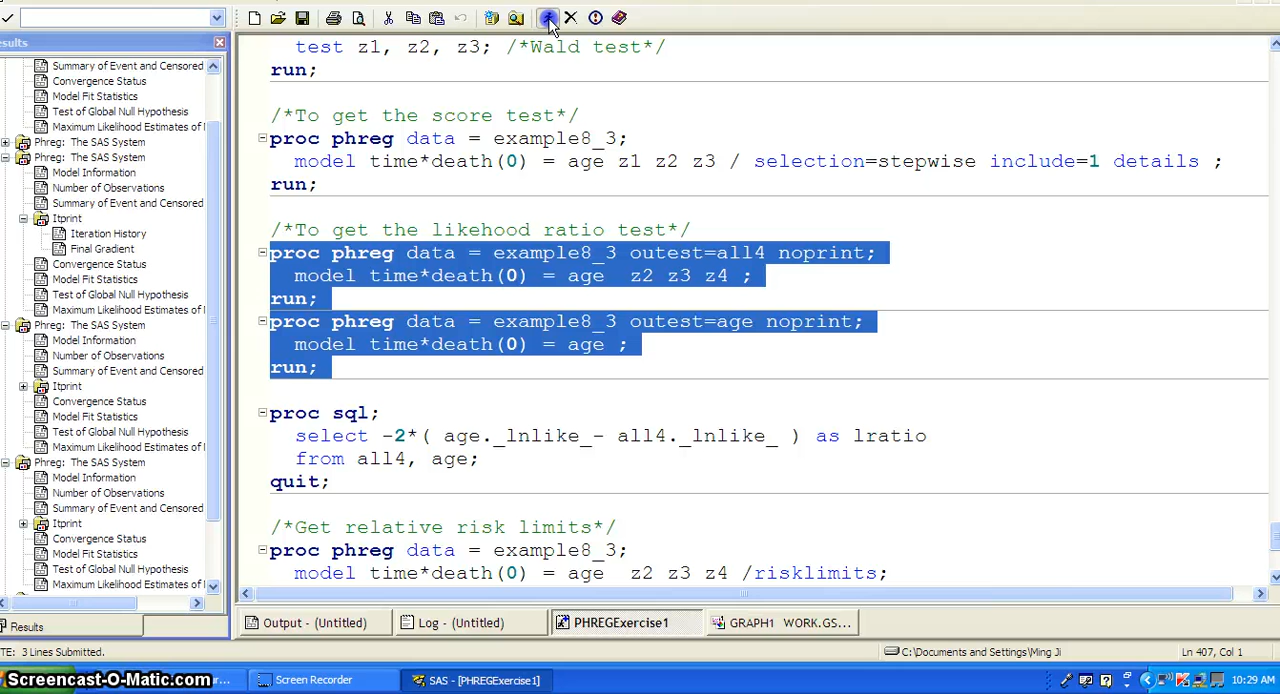 esults
Summary of Event and Censored
Convergence Status
Model Fit Statistics
Test of Global Null Hypothesis
Maximum Likelihood Estimates of I
Phreg: The SAS System
Phreg: The SAS System
Model Information
Number of Observations
Summary of Event and Censored
Itprint
Iteration History
Final Gradient
Convergence Status
Model Fit Statistics
Test of Global Null Hypothesis
Maximum Likelihood Estimates of I
Phreg: The SAS System
Model Information
Number of Observations
Summary of Event and Censored
Itprint
Convergence Status
Model Fit Statistics
Test of Global Null Hypothesis
Maximum Likelihood Estimates of I
Phreg: The SAS System
Model Information
Number of Observations
Summary of Event and Censored
Itprint
Convergence Status
Model Fit Statistics
Test of Global Null Hypothesis
Maximum Likelihood Estimates of I
Results
test z1, z2, z3; /*Wald test*/
run;
/*To get the score test*/
proc phreg data = example8_3;
model time*death(0) = age z1 z2 z3 / selection=stepwise include=1 details ;
run;
/*To get the likehood ratio test*/
proc phreg data = example8_3 outest=all4 noprint;
model time*death(0) = age z2 z3 z4 ;
run;
proc phreg data = example8_3 outest=age noprint;
model time*death(0) = age ;
run;
proc sql;
select -2*( age._lnlike_- all4._lnlike_ ) as lratio
from all4, age;
quit;
/*Get relative risk limits*/
proc phreg data = example8_3;
model time*death(0) = age z2 z3 z4 /risklimits;
Output - (Untitled) Log - (Untitled) PHREGExercise1 GRAPH1 WORK.GS...
TE: 3 Lines Submitted. C:\Documents and Settings\Ming Ji Ln 407, Col 1
Screencast-O-Matic.com ... Screen Recorder SAS - [PHREGExercise1] 10:29 AM